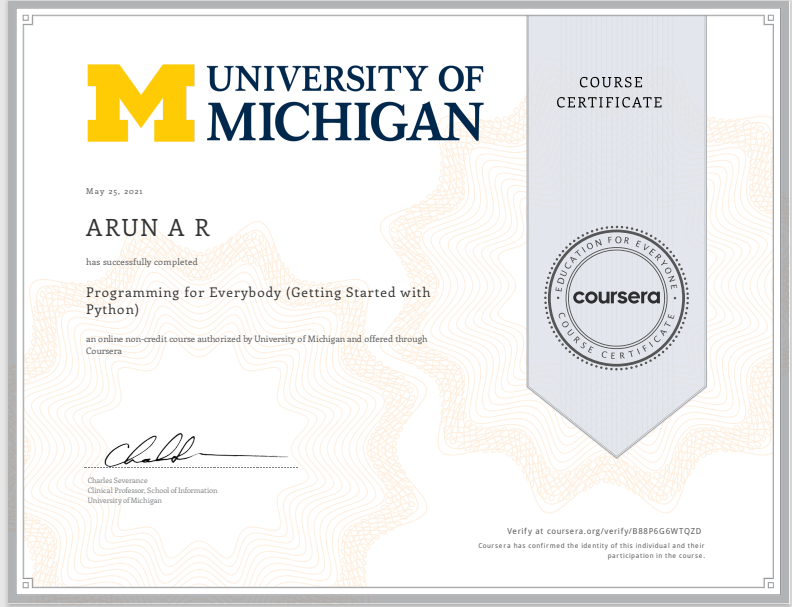 UNIVERSITY OF
MICHIGAN
COURSE
CERTIFICATE
May 25, 2021
ARUN A R
has successfully completed
Programming for Everybody (Getting Started with
Python)
an online non-credit course authorized by University of Michigan and offered through
Coursera
EDUCATION FOR EVERYONE
coursera
COURSE CERTIFICATE
Charles Severance
Clinical Professor, School of Information
University of Michigan
Verify at coursera.org/verify/B88P6G6WTQZD
Coursera has confirmed the identity of this individual and their
participation in the course.